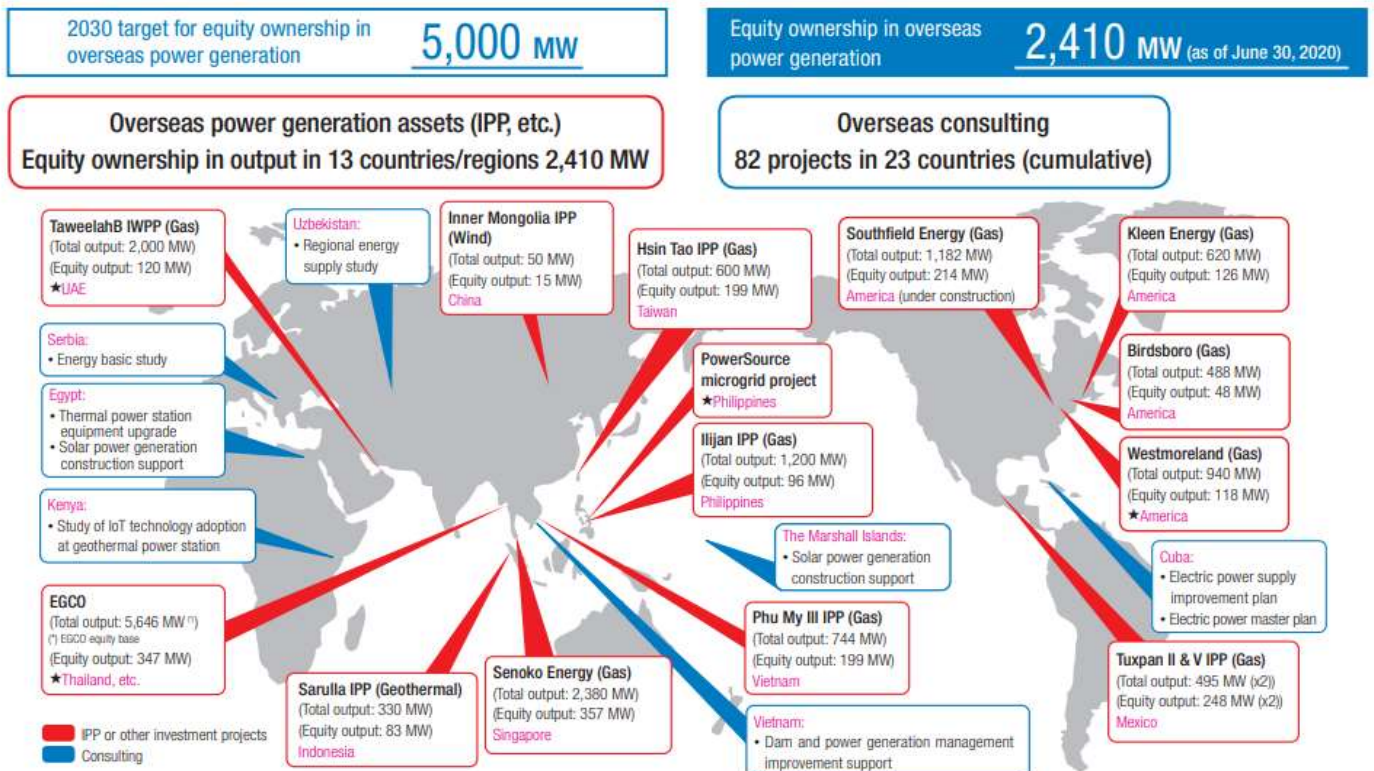 2030 target for equity ownership in
overseas power generation
5,000 MW
Equity ownership in overseas
power generation
2,410 MW (as of June 30, 2020)
Overseas power generation assets (IPP, etc.)
Equity ownership in output in 13 countries/regions 2,410 MW
Overseas consulting
82 projects in 23 countries (cumulative)
TaweelahB IWPP (Gas)
(Total output: 2,000 MW)
(Equity output: 120 MW)
★UAE
Uzbekistan:
• Regional energy
supply study
Inner Mongolia IPP
(Wind)
(Total output: 50 MW)
(Equity output: 15 MW)
China
Hsin Tao IPP (Gas)
(Total output: 600 MW)
(Equity output: 199 MW)
Taiwan
Southfield Energy (Gas)
(Total output: 1,182 MW)
(Equity output: 214 MW)
America (under construction)
Kleen Energy (Gas)
(Total output: 620 MW)
(Equity output: 126 MW)
America
Serbia:
• Energy basic study
Egypt:
• Thermal power station
equipment upgrade
• Solar power generation
construction support
Kenya:
• Study of IoT technology adoption
at geothermal power station
PowerSource
microgrid project
★Philippines
Ilijan IPP (Gas)
(Total output: 1,200 MW)
(Equity output: 96 MW)
Philippines
Birdsboro (Gas)
(Total output: 488 MW)
(Equity output: 48 MW)
America
Westmoreland (Gas)
(Total output: 940 MW)
(Equity output: 118 MW)
★America
The Marshall Islands:
• Solar power generation
construction support
Cuba:
• Electric power supply
improvement plan
• Electric power master plan
EGCO
(Total output: 5,646 MW (*))
(*) EGCO equity base
(Equity output: 347 MW)
★Thailand, etc.
Sarulla IPP (Geothermal)
(Total output: 330 MW)
(Equity output: 83 MW)
Indonesia
Senoko Energy (Gas)
(Total output: 2,380 MW)
(Equity output: 357 MW)
Singapore
Phu My III IPP (Gas)
(Total output: 744 MW)
(Equity output: 199 MW)
Vietnam
Vietnam:
• Dam and power generation management
improvement support
Tuxpan II & V IPP (Gas)
(Total output: 495 MW (x2))
(Equity output: 248 MW (x2))
Mexico
IPP or other investment projects
Consulting